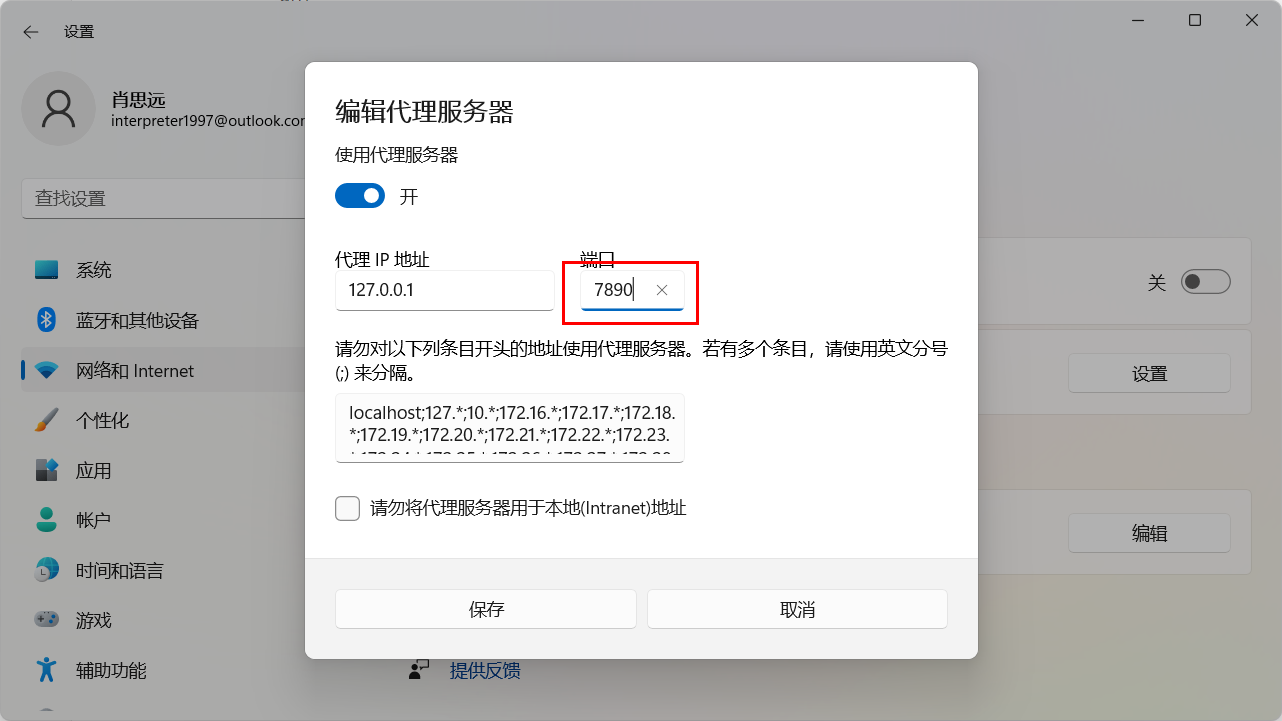 设置
肖思远
interpreter1997@outlook.com
查找设置
系统
蓝牙和其他设备
网络和 Internet
个性化
应用
帐户
时间和语言
游戏
辅助功能
编辑代理服务器
使用代理服务器
开
代理 IP 地址
端口
127.0.0.1
7890
请勿对以下列条目开头的地址使用代理服务器。若有多个条目，请使用英文分号
(;) 来分隔。
localhost;127.*;10.*;172.16.*;172.17.*;172.18.
*;172.19.*;172.20.*;172.21.*;172.22.*;172.23.
请勿将代理服务器用于本地(Intranet)地址
保存
取消
关
设置
编辑
提供反馈